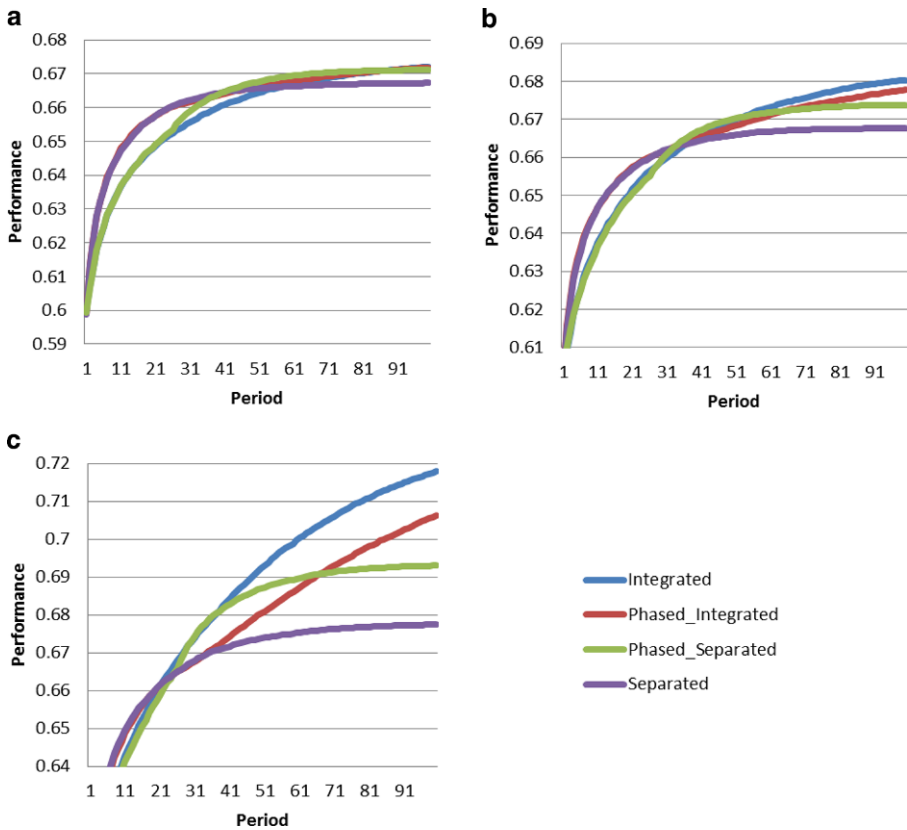 a
0.68
0.67
0.66
0.65
0.64
0.63
0.62
0.61
0.6
0.59
Performance
1 11 21 31 41 51 61 71 81 91
Period
b
0.69
0.68
0.67
0.66
0.65
0.64
0.63
0.62
0.61
Performance
1 11 21 31 41 51 61 71 81 91
Period
c
0.72
0.71
0.7
0.69
0.68
0.67
0.66
0.65
0.64
Performance
1 11 21 31 41 51 61 71 81 91
Period
Integrated
Phased_Integrated
Phased_Separated
Separated